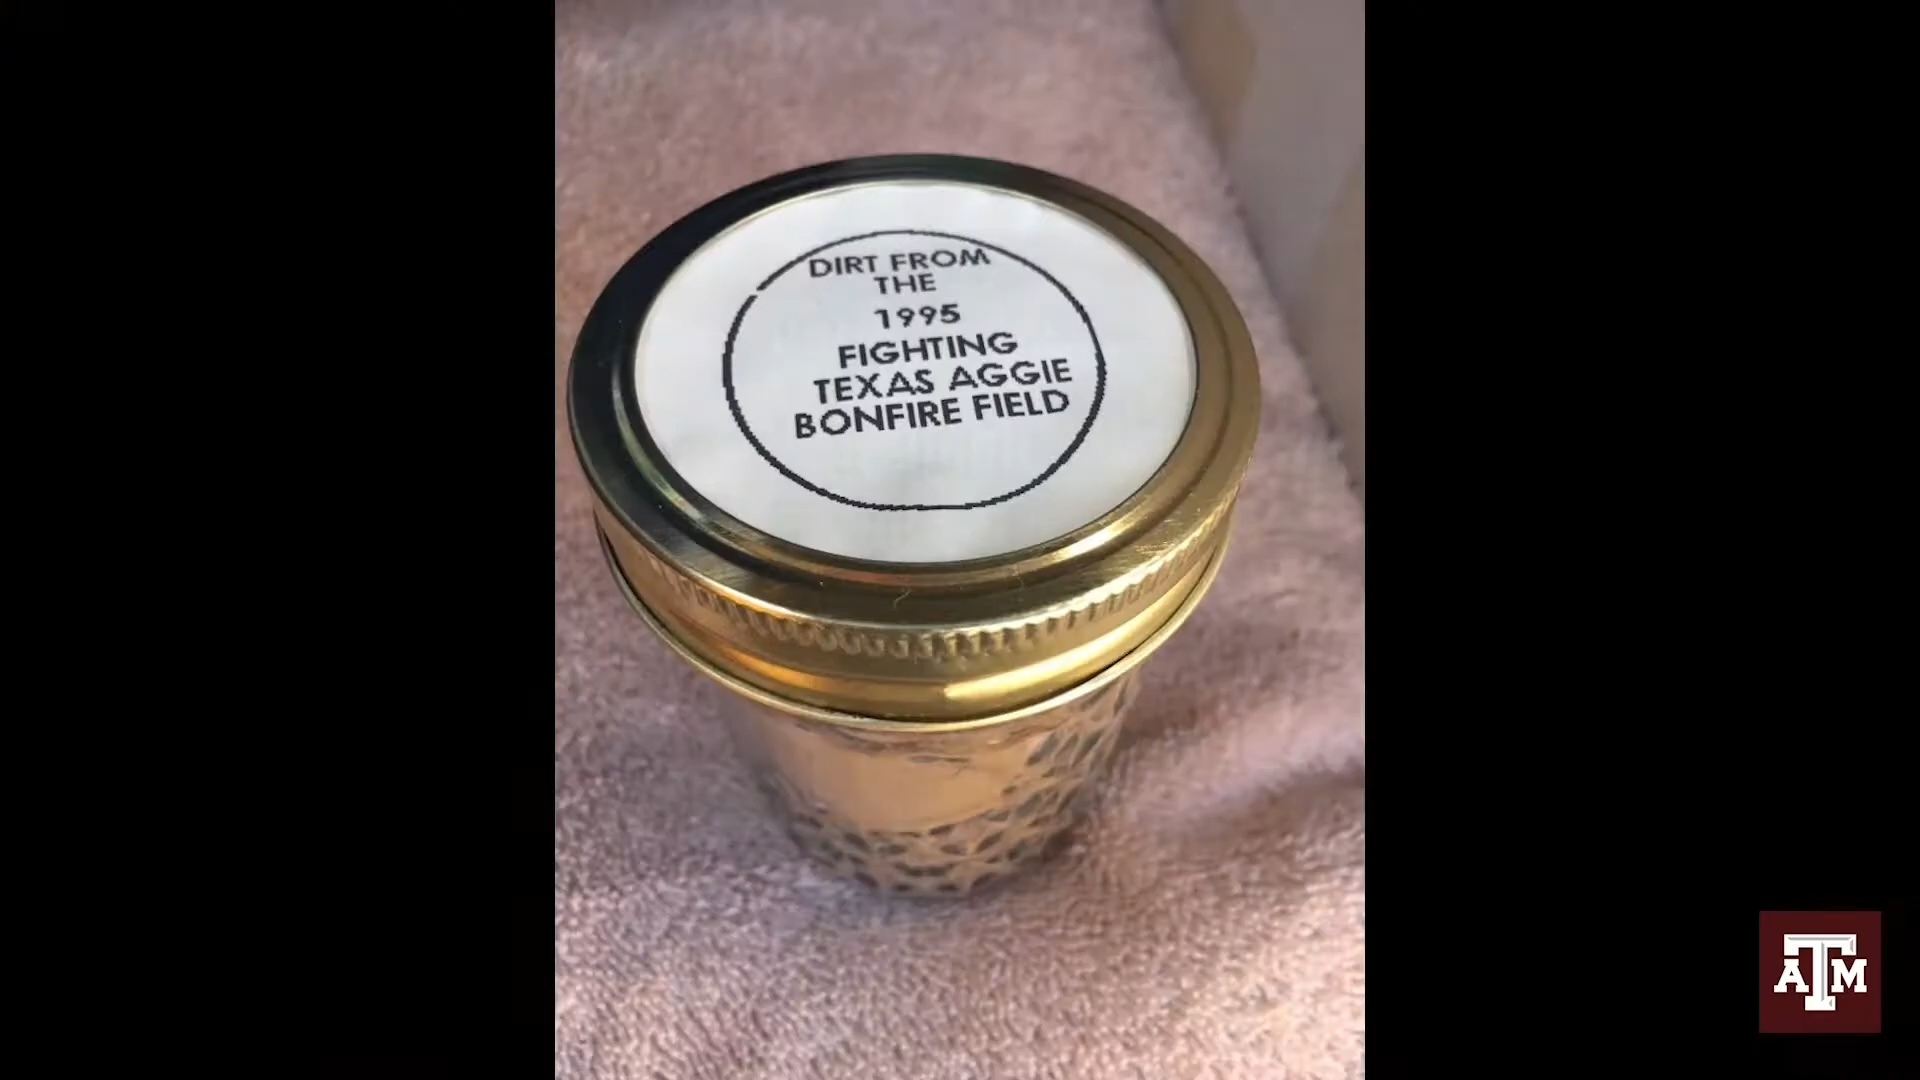 DIRT FROM
THE
1995
FIGHTING
TEXAS AGGIE
BONFIRE FIELD
ATM